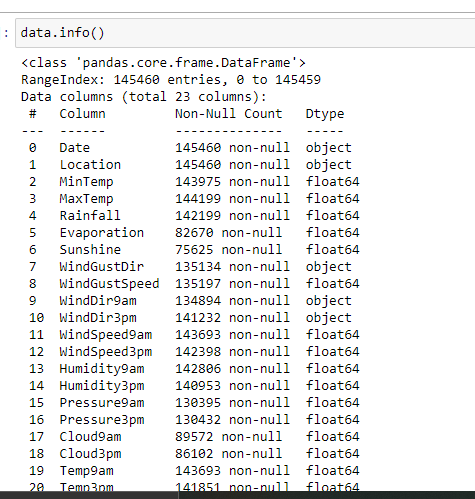 : data.info()
<class 'pandas.core.frame.DataFrame'>
RangeIndex: 145460 entries, 0 to 145459
Data columns (total 23 columns):
 #   Column         Non-Null Count   Dtype
---  ------         --------------   -----
 0   Date           145460 non-null  object
 1   Location       145460 non-null  object
 2   MinTemp        143975 non-null  float64
 3   MaxTemp        144199 non-null  float64
 4   Rainfall       142199 non-null  float64
 5   Evaporation    82670 non-null   float64
 6   Sunshine       75625 non-null   float64
 7   WindGustDir    135134 non-null  object
 8   WindGustSpeed  135197 non-null  float64
 9   WindDir9am     134894 non-null  object
 10  WindDir3pm     141232 non-null  object
 11  WindSpeed9am   143693 non-null  float64
 12  WindSpeed3pm   142398 non-null  float64
 13  Humidity9am    142806 non-null  float64
 14  Humidity3pm    140953 non-null  float64
 15  Pressure9am    130395 non-null  float64
 16  Pressure3pm    130432 non-null  float64
 17  Cloud9am       89572 non-null   float64
 18  Cloud3pm       86102 non-null   float64
 19  Temp9am        143693 non-null  float64
 20  Temp3pm        141851 non-null  float64